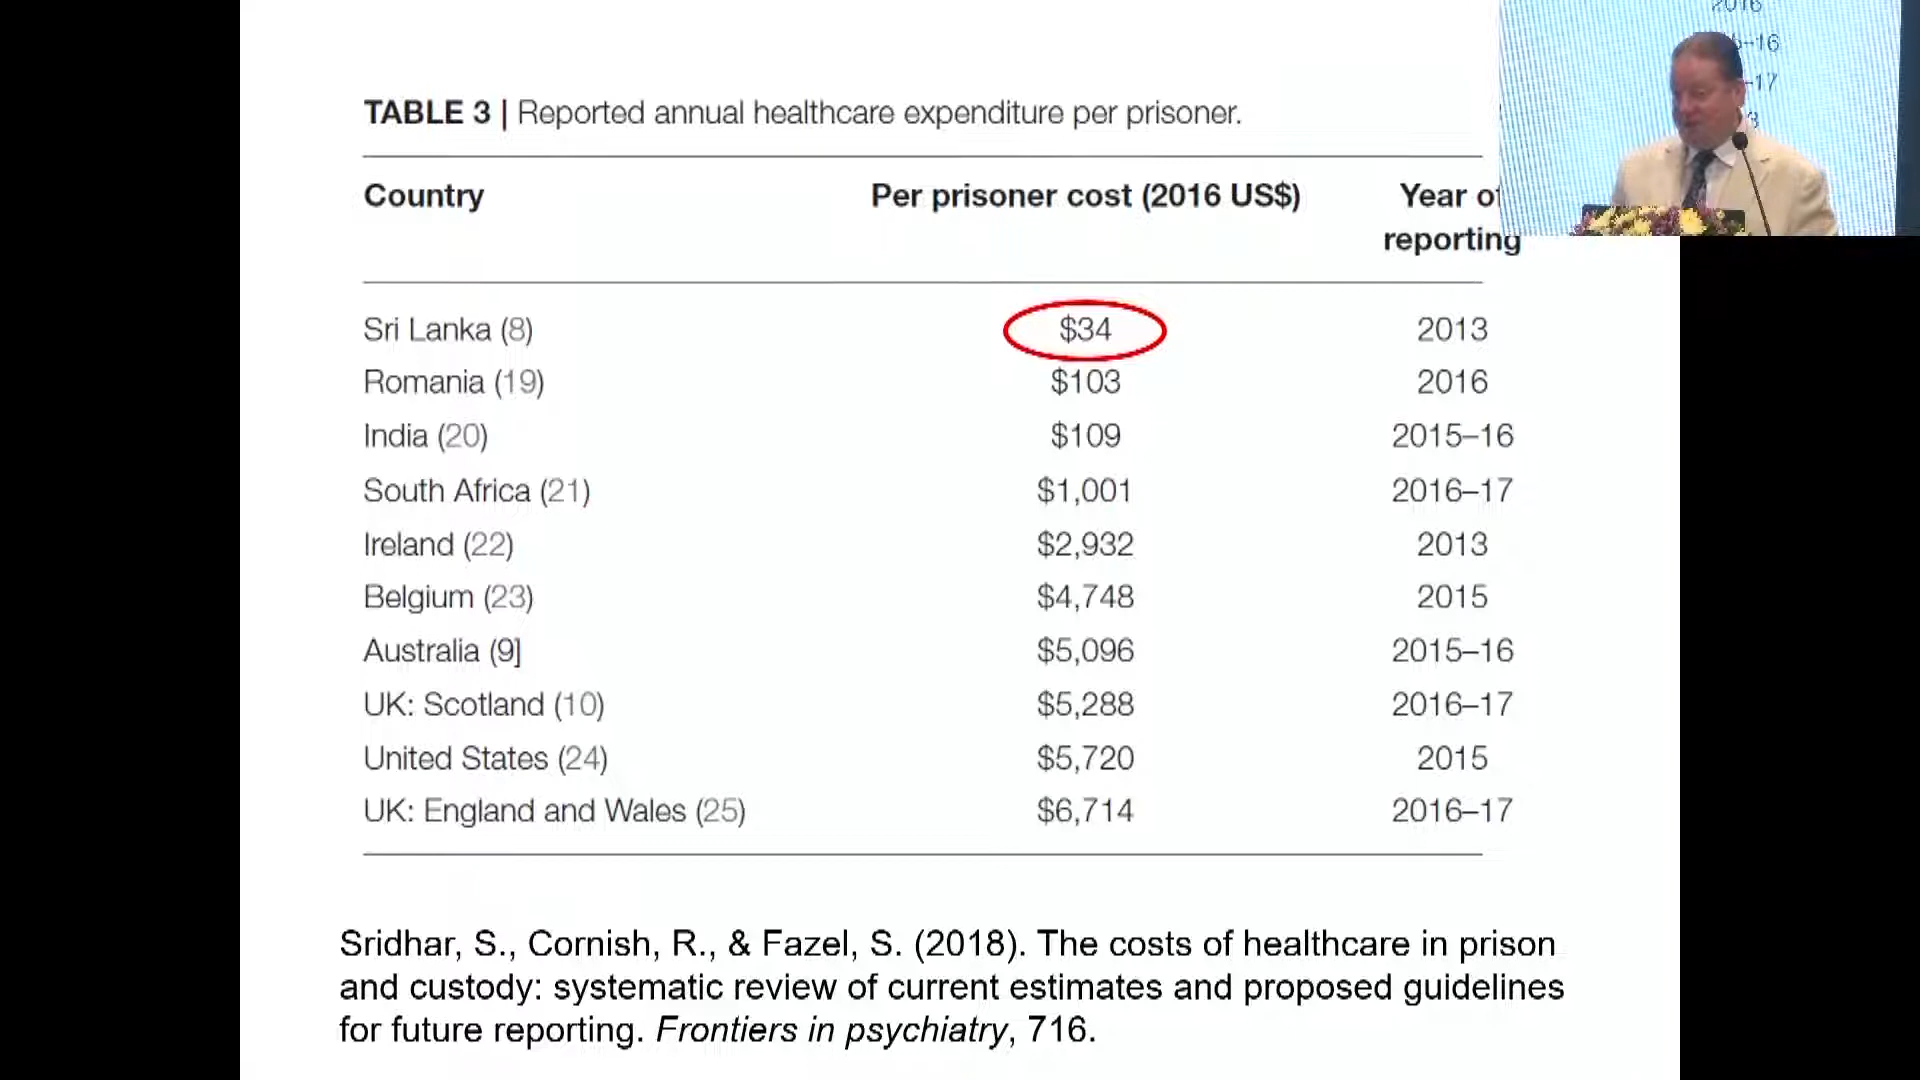 TABLE 3 | Reported annual healthcare expenditure per prisoner.
Country Per prisoner cost (2016 US$) Year of
reporting
Sri Lanka (8) $34 2013
Romania (19) $103 2016
India (20) $109 2015–16
South Africa (21) $1,001 2016–17
Ireland (22) $2,932 2013
Belgium (23) $4,748 2015
Australia (9] $5,096 2015–16
UK: Scotland (10) $5,288 2016–17
United States (24) $5,720 2015
UK: England and Wales (25) $6,714 2016–17
Sridhar, S., Cornish, R., & Fazel, S. (2018). The costs of healthcare in prison
and custody: systematic review of current estimates and proposed guidelines
for future reporting. Frontiers in psychiatry, 716.
2016
-16
-17
3